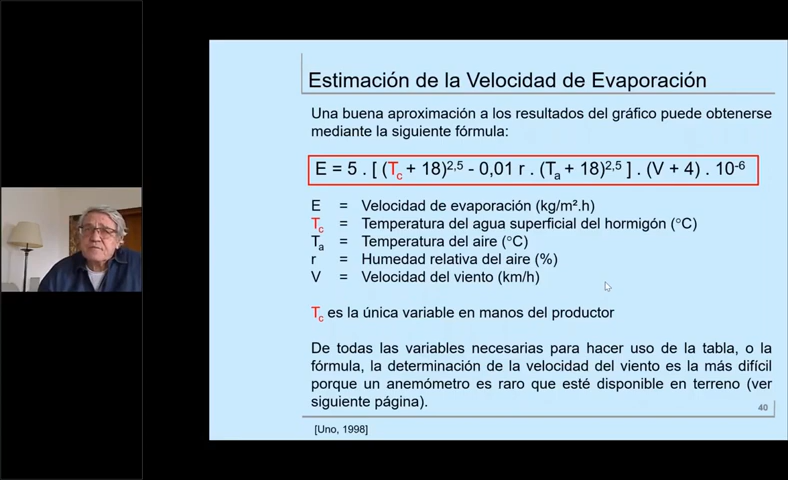 Estimación de la Velocidad de Evaporación
Una buena aproximación a los resultados del gráfico puede obtenerse
mediante la siguiente fórmula:
E = 5 . [ (Tc + 18)2,5 - 0,01 r . (Ta + 18)2,5 ] . (V + 4) . 10-6
E = Velocidad de evaporación (kg/m².h)
Tc = Temperatura del agua superficial del hormigón (°C)
Ta = Temperatura del aire (°C)
r = Humedad relativa del aire (%)
V = Velocidad del viento (km/h)
Tc es la única variable en manos del productor
De todas las variables necesarias para hacer uso de la tabla, o la
fórmula, la determinación de la velocidad del viento es la más difícil
porque un anemómetro es raro que esté disponible en terreno (ver
siguiente página).
40
[Uno, 1998]